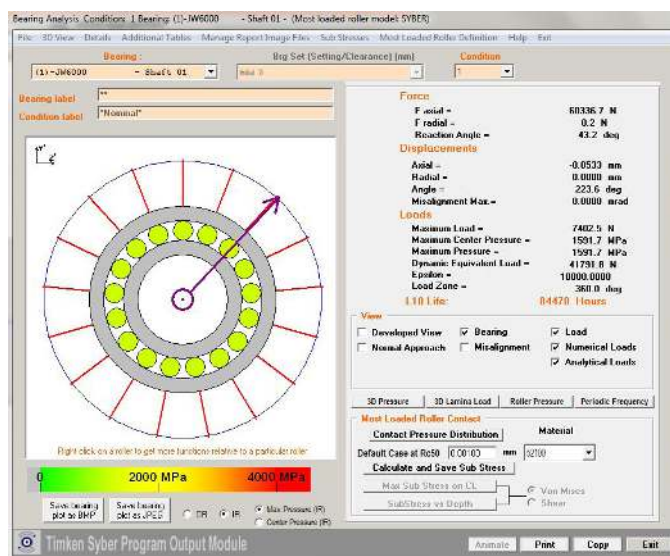 Bearing Analysis Condition: 1 Bearing: (1)-JW6000 - Shaft 01 - (Most loaded roller model: SYBER)
File 3D View Details Additional Tables Manage Report Image Files Sub Stresses Most Loaded Roller Definition Help Exit
Bearing : Brg Set (Setting/Clearance) [mm] Condition
(1)-JW6000 - Shaft 01 1
Bearing label ""
Condition label "Nominal"
Force
F axial = 60336.7 N
F radial = 0.2 N
Reaction Angle = 43.2 deg
Displacements
Axial = -0.0533 mm
Radial = 0.0000 mm
Angle = 223.6 deg
Misalignment Max.= 0.0000 mrad
Loads
Maximum Load = 7402.5 N
Maximum Center Pressure = 1591.7 MPa
Maximum Pressure = 1591.7 MPa
Dynamic Equivalent Load = 41791.8 N
Epsilon = 10000.0000
Load Zone = 360.0 deg
L10 Life: 84470 Hours
View
Developed View Bearing Load
Normal Approach Misalignment Numerical Loads
Analytical Loads
3D Pressure 3D Lamina Load Roller Pressure Periodic Frequency
Most Loaded Roller Contact
Contact Pressure Distribution Material
Default Case at Rc50 0.00100 mm 52100
Calculate and Save Sub Stress
Max Sub Stress on CL Von Mises
SubStress vs Depth Shear
Right click on a roller to get more functions relative to a particular roller
0 2000 MPa 4000 MPa
Save bearing plot as BMP Save bearing plot as JPEG OR IR Max Pressure (IR)
Center Pressure (IR)
Timken Syber Program Output Module Animate Print Copy Exit